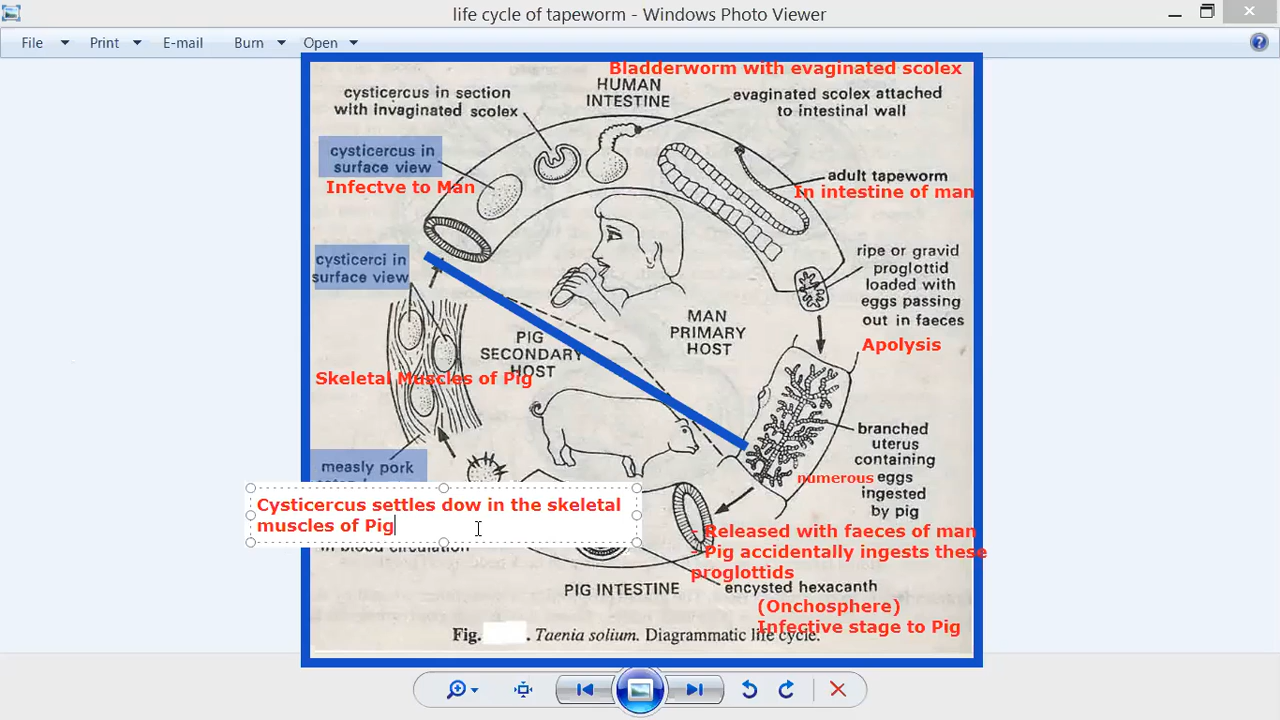 life cycle of tapeworm - Windows Photo Viewer
File Print E-mail Burn Open
Bladderworm with evaginated scolex
HUMAN
INTESTINE
cysticercus in section
with invaginated scolex
evaginated scolex attached
to intestinal wall
cysticercus in
surface view
Infectve to Man
adult tapeworm
In intestine of man
cysticerci in
surface view
ripe or gravid
proglottid
loaded with
eggs passing
out in faeces
MAN
PRIMARY
HOST
PIG
SECONDARY
HOST
Apolysis
Skeletal Muscles of Pig
branched
uterus
containing
numerous eggs
ingested
by pig
measly pork
Cysticercus settles dow in the skeletal
muscles of Pig
in blood circulation
- Released with faeces of man
- Pig accidentally ingests these
proglottids
PIG INTESTINE
encysted hexacanth
(Onchosphere)
Infective stage to Pig
Fig. . Taenia solium. Diagrammatic life cycle.